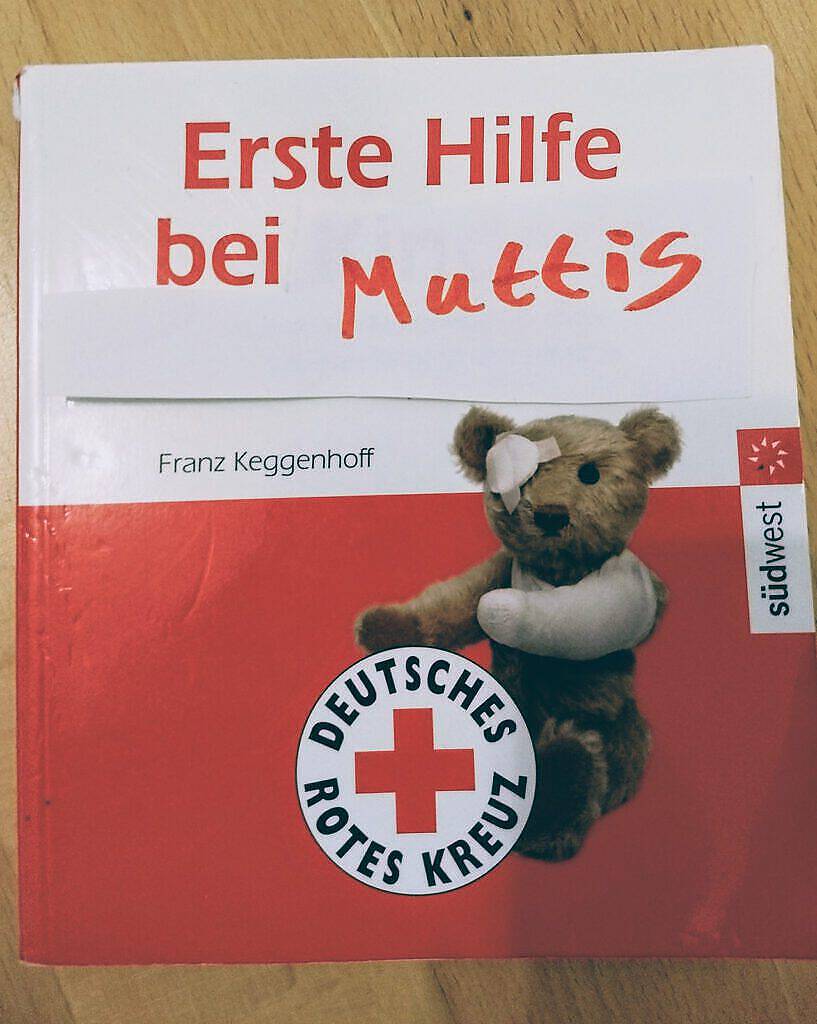 Erste Hilfe
bei Muttis
Franz Keggenhoff
südwest
DEUTSCHES
ROTES KREUZ